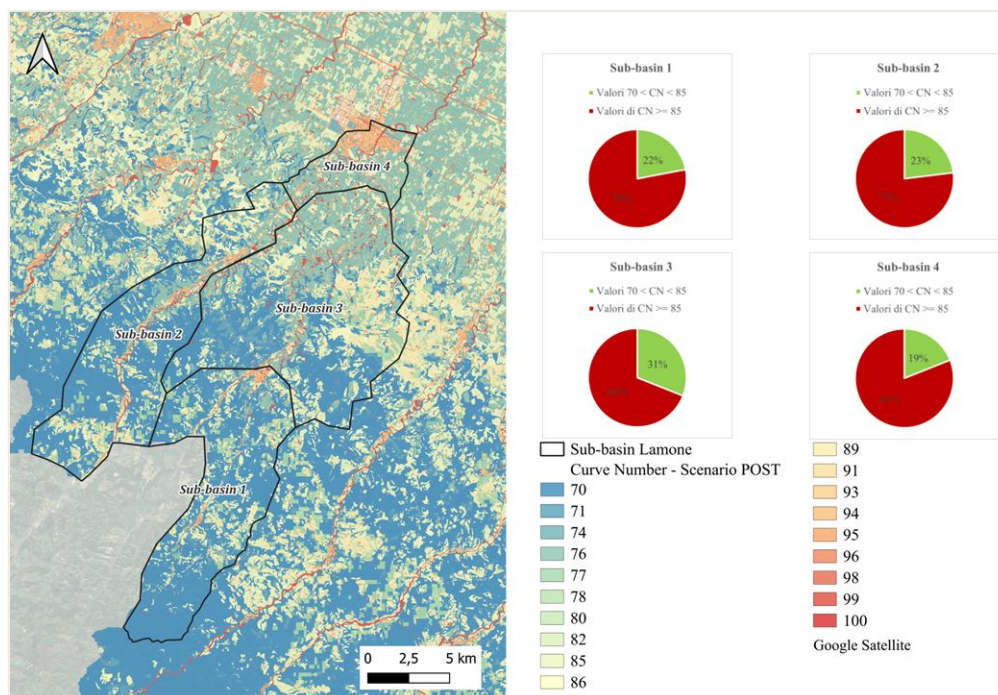 Sub-basin 4
Sub-basin 3
Sub-basin 2
Sub-basin 1
0 2,5 5 km
Sub-basin 1
Valori 70 < CN < 85
Valori di CN >= 85
22%
Sub-basin 2
Valori 70 < CN < 85
Valori di CN >= 85
23%
Sub-basin 3
Valori 70 < CN < 85
Valori di CN >= 85
31%
Sub-basin 4
Valori 70 < CN < 85
Valori di CN >= 85
19%
Sub-basin Lamone
Curve Number - Scenario POST
70
71
74
76
77
78
80
82
85
86
89
91
93
94
95
96
98
99
100
Google Satellite